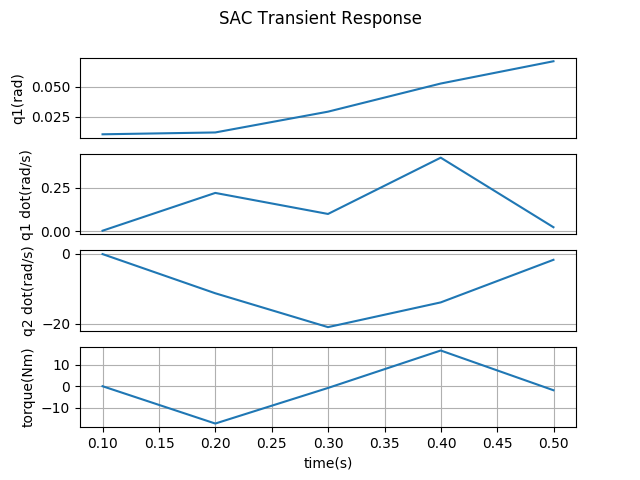 SAC Transient Response
q1(rad)
0.050
0.025
q1 dot(rad/s)
0.25
0.00
q2 dot(rad/s)
0
−20
torque(Nm)
10
0
−10
0.10 0.15 0.20 0.25 0.30 0.35 0.40 0.45 0.50
time(s)